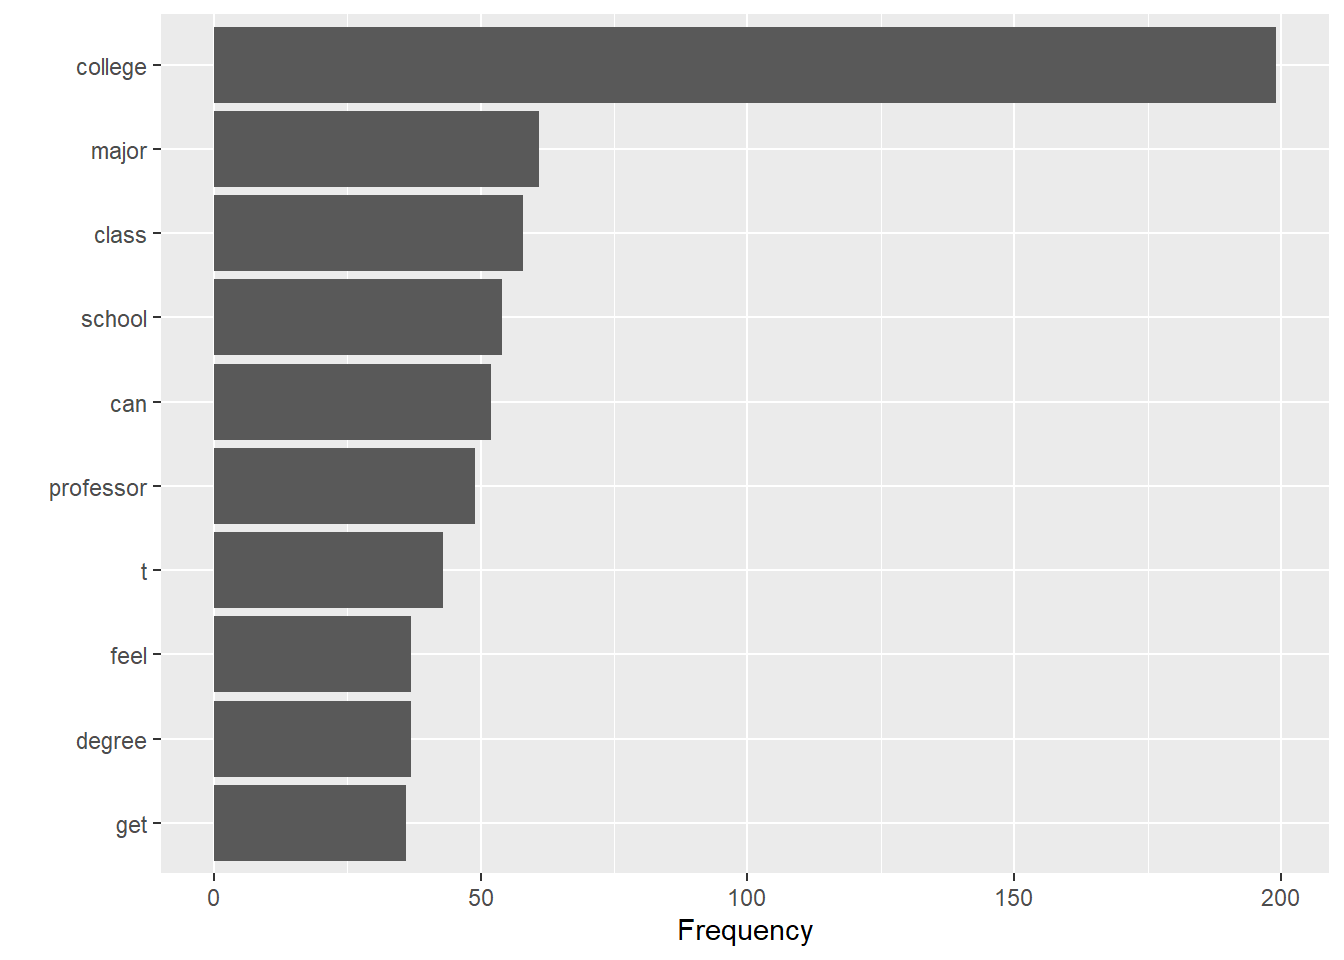 college
major
class
school
can
professor
t
feel
degree
get
0 50 100 150 200
Frequency